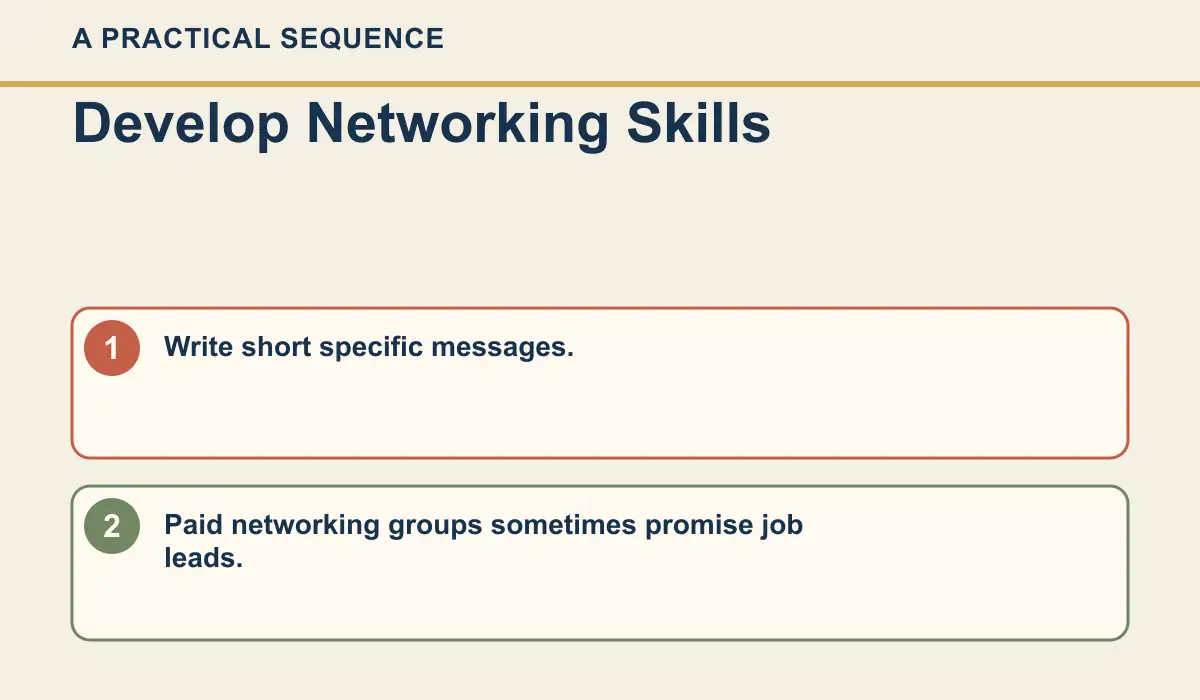 A PRACTICAL SEQUENCE
Develop Networking Skills
1
Write short specific messages.
2
Paid networking groups sometimes promise job
leads.